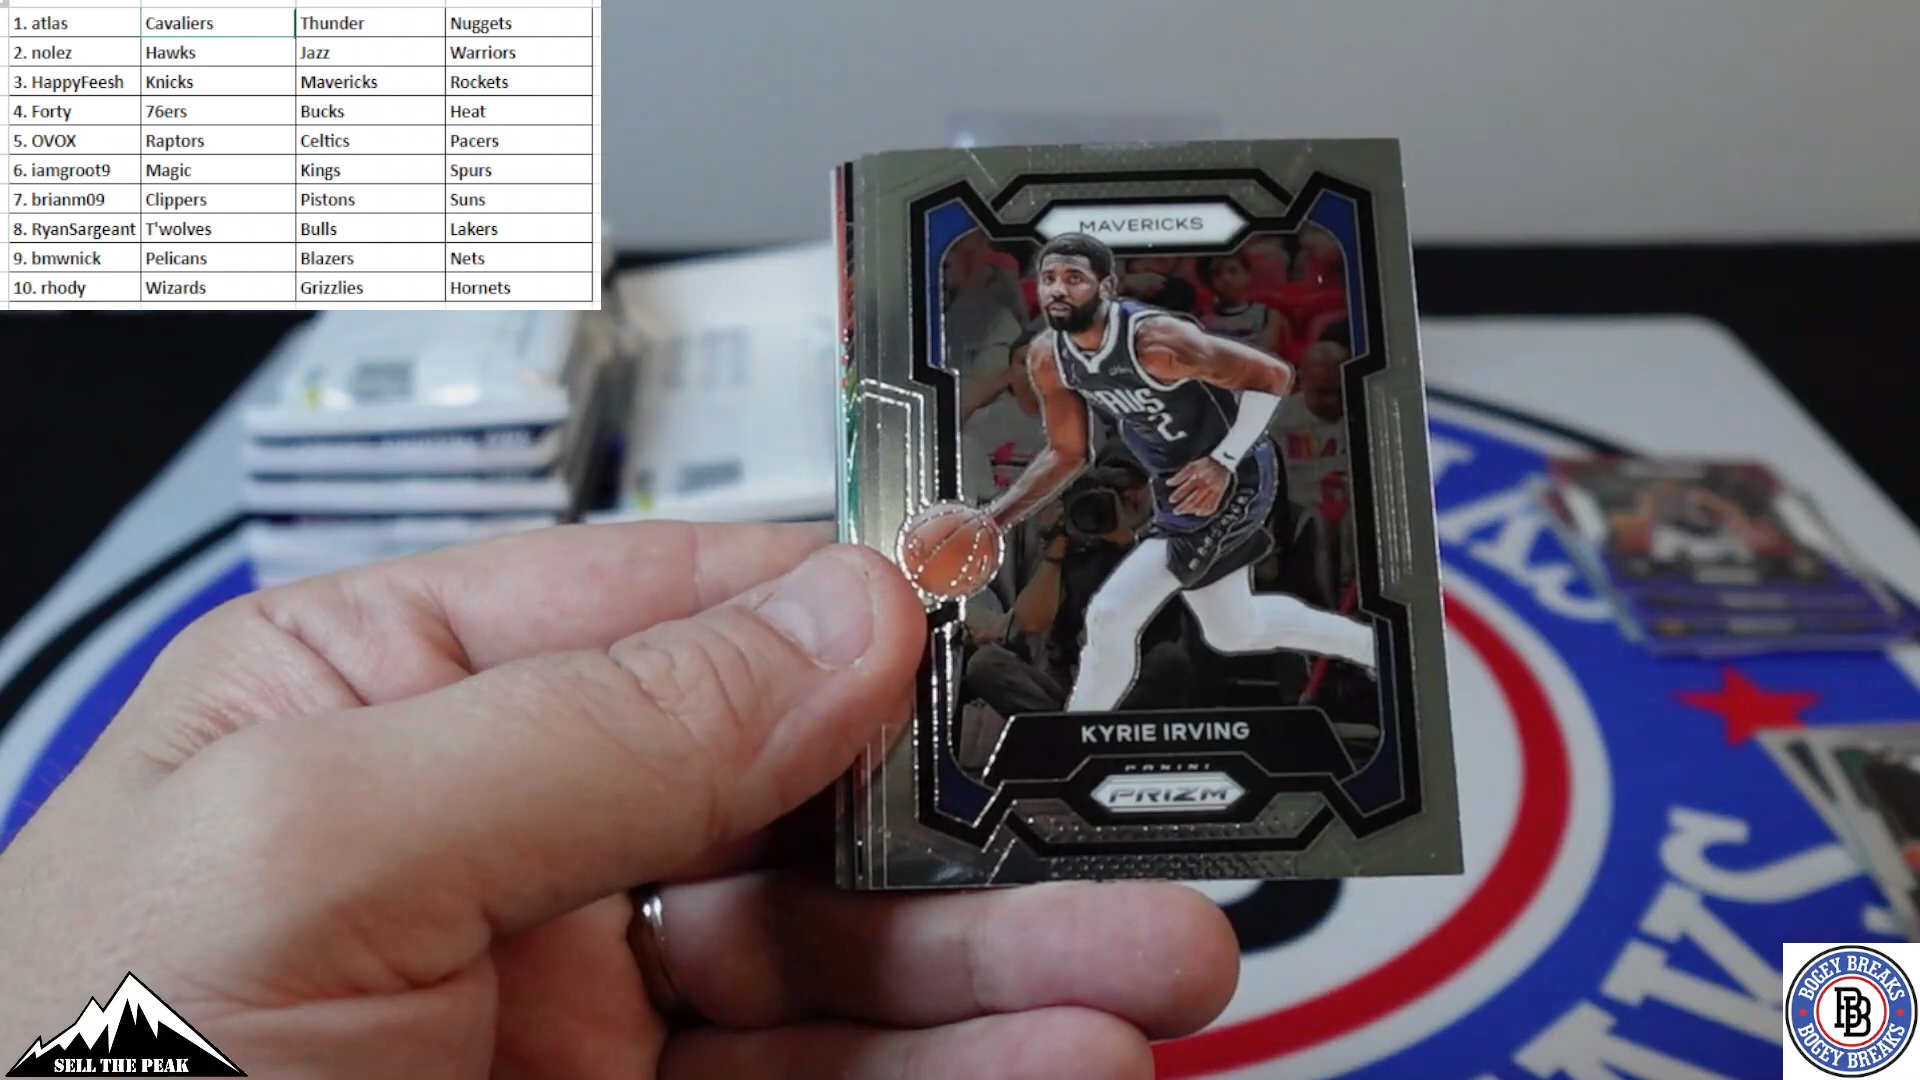 1. atlas Cavaliers Thunder Nuggets
2. nolez Hawks Jazz Warriors
3. HappyFeesh Knicks Mavericks Rockets
4. Forty 76ers Bucks Heat
5. OVOX Raptors Celtics Pacers
6. iamgroot9 Magic Kings Spurs
7. brianm09 Clippers Pistons Suns
8. RyanSargeant T'wolves Bulls Lakers
9. bmwnick Pelicans Blazers Nets
10. rhody Wizards Grizzlies Hornets
MAVERICKS
2
KYRIE IRVING
PANINI
PRIZM
SELL THE PEAK
BOGEY BREAKS
BB
BOGEY BREAKS